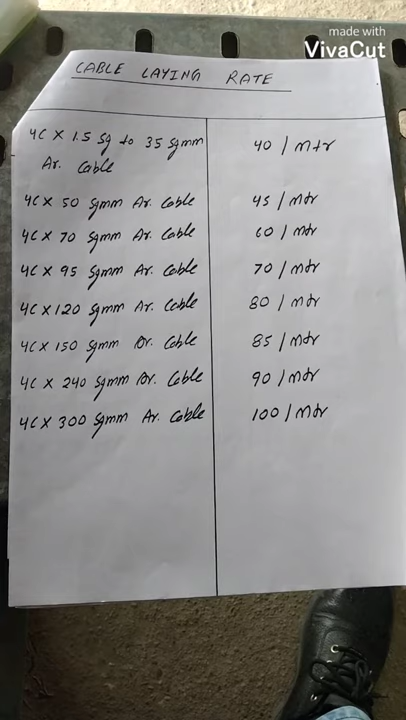 made with
VivaCut
CABLE LAYING RATE
4C X 1.5 Sq to 35 Sqmm
Ar. Cable
40 / Mtr
4C X 50 Sqmm Ar. Cable 45 / Mtr
4C X 70 Sqmm Ar. Cable 60 / Mtr
4C X 95 Sqmm Ar. Cable 70 / Mtr
4C X 120 Sqmm Ar. Cable 80 / Mtr
4C X 150 Sqmm Ar. Cable 85 / Mtr
4C X 240 Sqmm Ar. Cable 90 / Mtr
4C X 300 Sqmm Ar. Cable 100 / Mtr